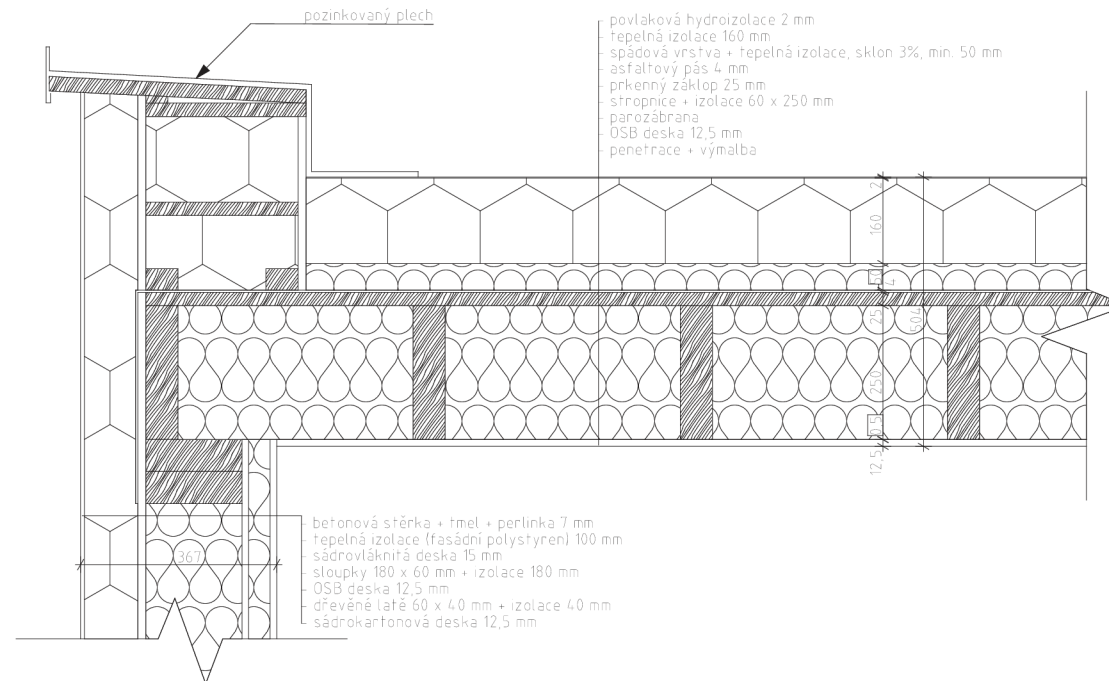 pozinkovaný plech
povlaková hydroizolace 2 mm
tepelná izolace 160 mm
spádová vrstva + tepelná izolace, sklon 3%, min. 50 mm
asfaltový pás 4 mm
prkenný záklop 25 mm
stropnice + izolace 60 x 250 mm
parozábrana
OSB deska 12,5 mm
penetrace + výmalba
2
160
50
4
25
504
250
0.5
12,5
betonová stěrka + tmel + perlinka 7 mm
tepelná izolace (fasádní polystyren) 100 mm
sádrovláknitá deska 15 mm
sloupky 180 x 60 mm + izolace 180 mm
OSB deska 12,5 mm
dřevěné latě 60 x 40 mm + izolace 40 mm
sádrokartonová deska 12,5 mm
367